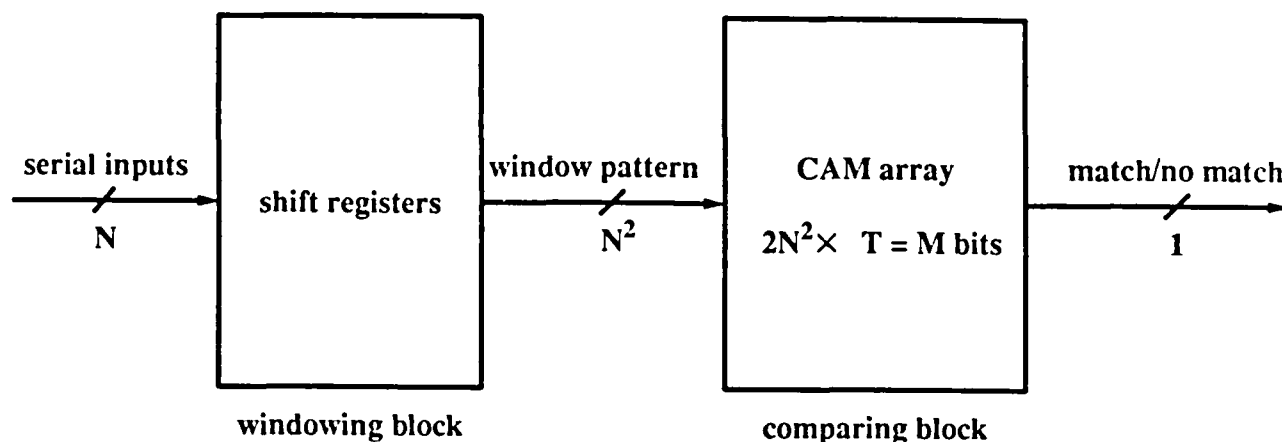 serial inputs
N
shift registers
windowing block
window pattern
N²
CAM array
2N² × T = M bits
comparing block
match/no match
1